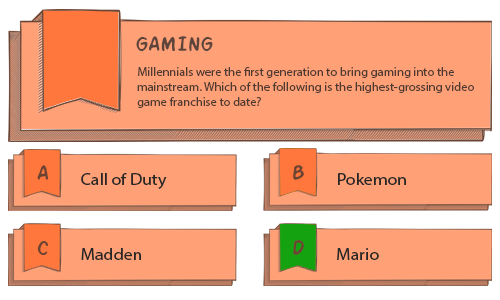 GAMING
Millennials were the first generation to bring gaming into the
mainstream. Which of the following is the highest-grossing video
game franchise to date?
A Call of Duty
B Pokemon
C Madden
D Mario